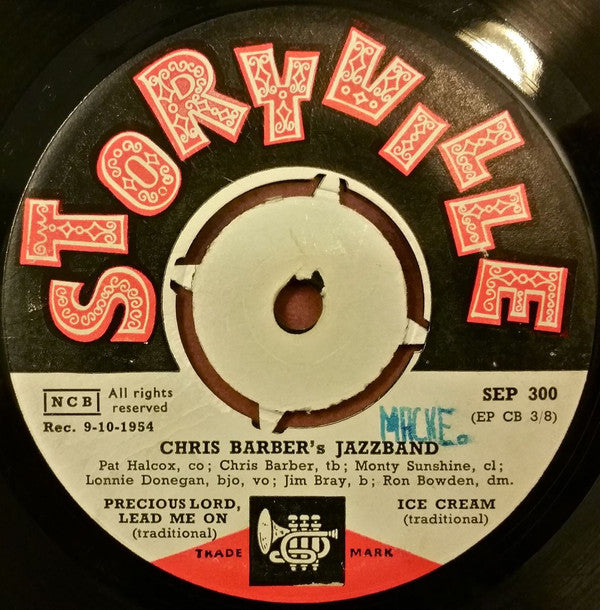 STORYVILLE
NCB All rights reserved
Rec. 9-10-1954
SEP 300
(EP CB 3/8)
MACKE.
CHRIS BARBER's JAZZBAND
Pat Halcox, co ; Chris Barber, tb ; Monty Sunshine, cl ;
Lonnie Donegan, bjo, vo ; Jim Bray, b ; Ron Bowden, dm.
PRECIOUS LORD,
LEAD ME ON
(traditional)
ICE CREAM
(traditional)
TRADE MARK